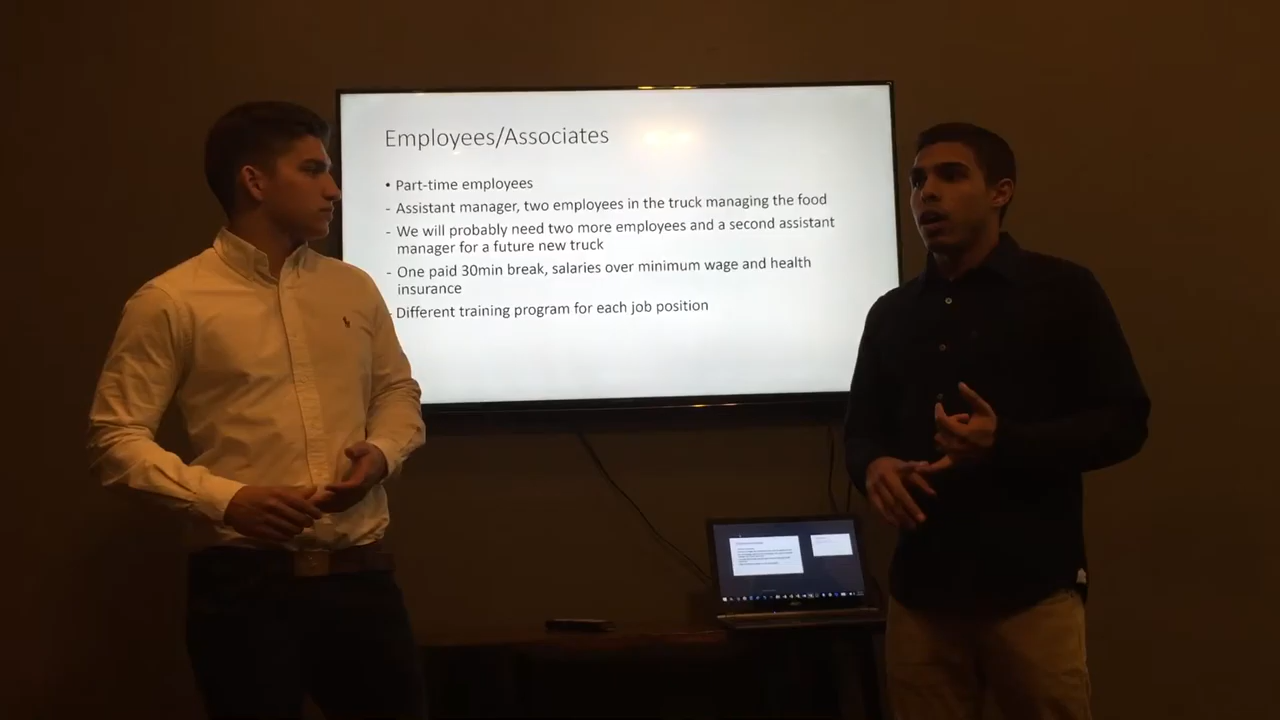 Employees/Associates
• Part-time employees
- Assistant manager, two employees in the truck managing the food
- We will probably need two more employees and a second assistant
manager for a future new truck
- One paid 30min break, salaries over minimum wage and health
insurance
- Different training program for each job position